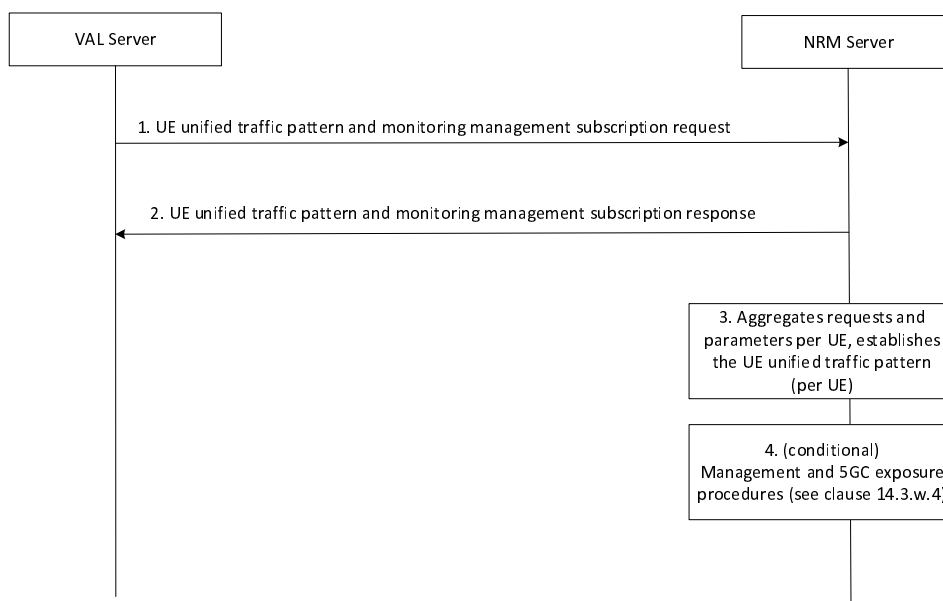 VAL Server
NRM Server
1. UE unified traffic pattern and monitoring management subscription request
2. UE unified traffic pattern and monitoring management subscription response
3. Aggregates requests and
parameters per UE, establishes
the UE unified traffic pattern
(per UE)
4. (conditional)
Management and 5GC exposure
procedures (see clause 14.3.w.4)